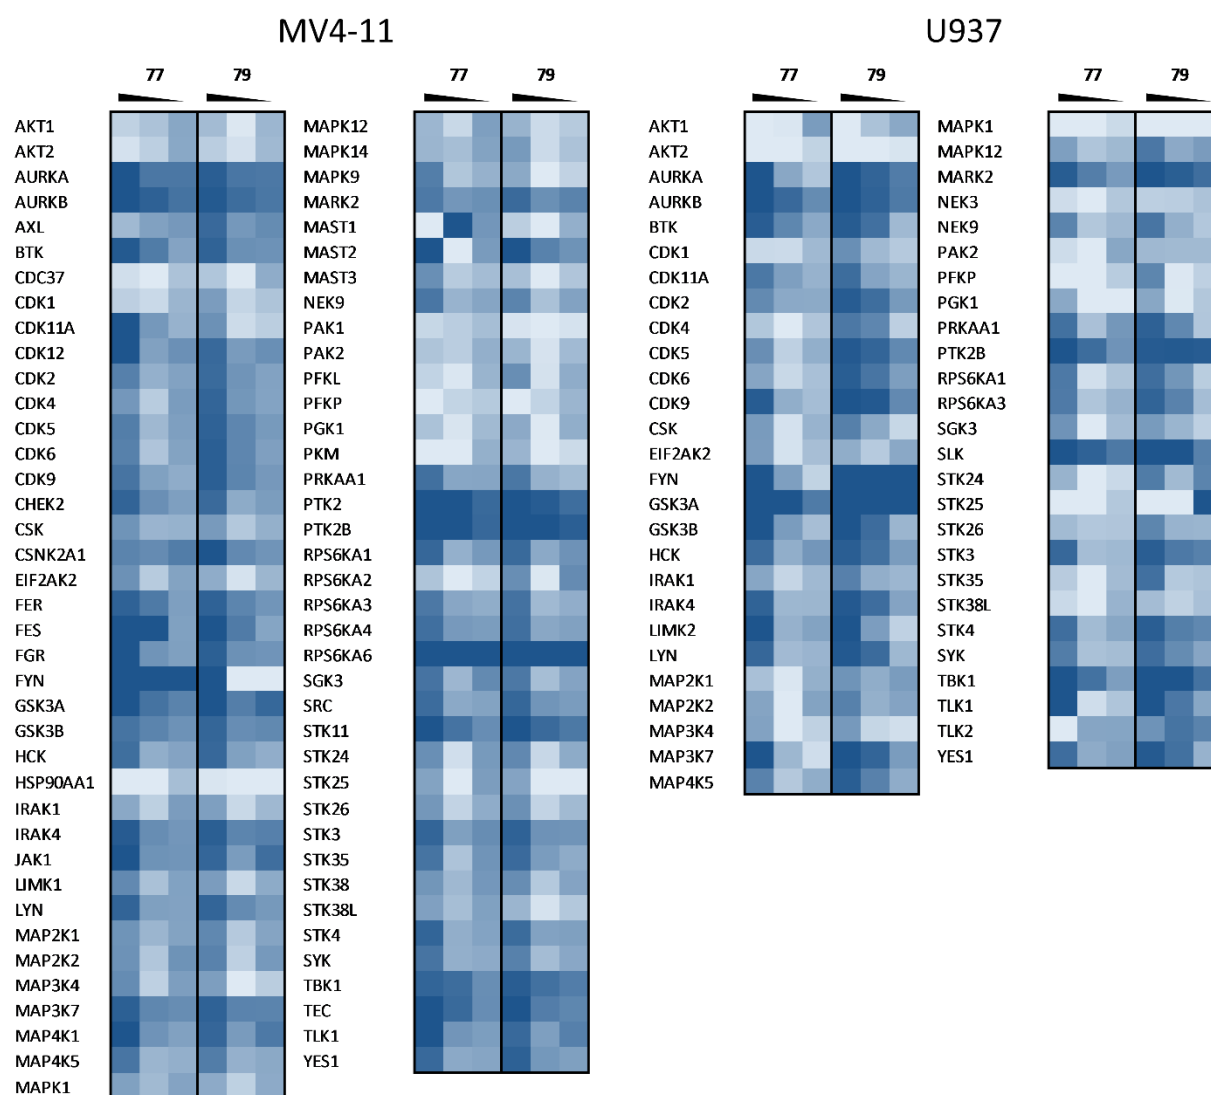 MV4-11
U937
77
79
77
79
77
79
77
79
AKT1
AKT2
AURKA
AURKB
AXL
BTK
CDC37
CDK1
CDK11A
CDK12
CDK2
CDK4
CDK5
CDK6
CDK9
CHEK2
CSK
CSNK2A1
EIF2AK2
FER
FES
FGR
FYN
GSK3A
GSK3B
HCK
HSP90AA1
IRAK1
IRAK4
JAK1
LIMK1
LYN
MAP2K1
MAP2K2
MAP3K4
MAP3K7
MAP4K1
MAP4K5
MAPK1
MAPK12
MAPK14
MAPK9
MARK2
MAST1
MAST2
MAST3
NEK9
PAK1
PAK2
PFKL
PFKP
PGK1
PKM
PRKAA1
PTK2
PTK2B
RPS6KA1
RPS6KA2
RPS6KA3
RPS6KA4
RPS6KA6
SGK3
SRC
STK11
STK24
STK25
STK26
STK3
STK35
STK38
STK38L
STK4
SYK
TBK1
TEC
TLK1
YES1
AKT1
AKT2
AURKA
AURKB
BTK
CDK1
CDK11A
CDK2
CDK4
CDK5
CDK6
CDK9
CSK
EIF2AK2
FYN
GSK3A
GSK3B
HCK
IRAK1
IRAK4
LIMK2
LYN
MAP2K1
MAP2K2
MAP3K4
MAP3K7
MAP4K5
MAPK1
MAPK12
MARK2
NEK3
NEK9
PAK2
PFKP
PGK1
PRKAA1
PTK2B
RPS6KA1
RPS6KA3
SGK3
SLK
STK24
STK25
STK26
STK3
STK35
STK38L
STK4
SYK
TBK1
TLK1
TLK2
YES1